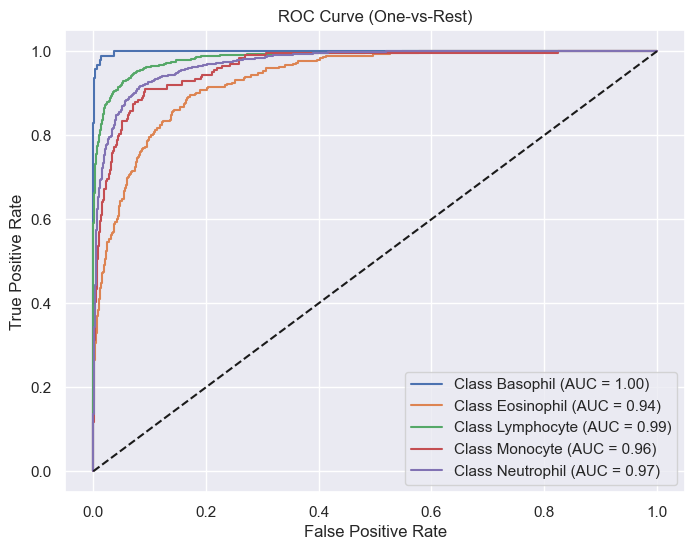 ROC Curve (One-vs-Rest)
True Positive Rate
1.0
0.8
0.6
0.4
0.2
0.0
0.0 0.2 0.4 0.6 0.8 1.0
False Positive Rate
Class Basophil (AUC = 1.00)
Class Eosinophil (AUC = 0.94)
Class Lymphocyte (AUC = 0.99)
Class Monocyte (AUC = 0.96)
Class Neutrophil (AUC = 0.97)